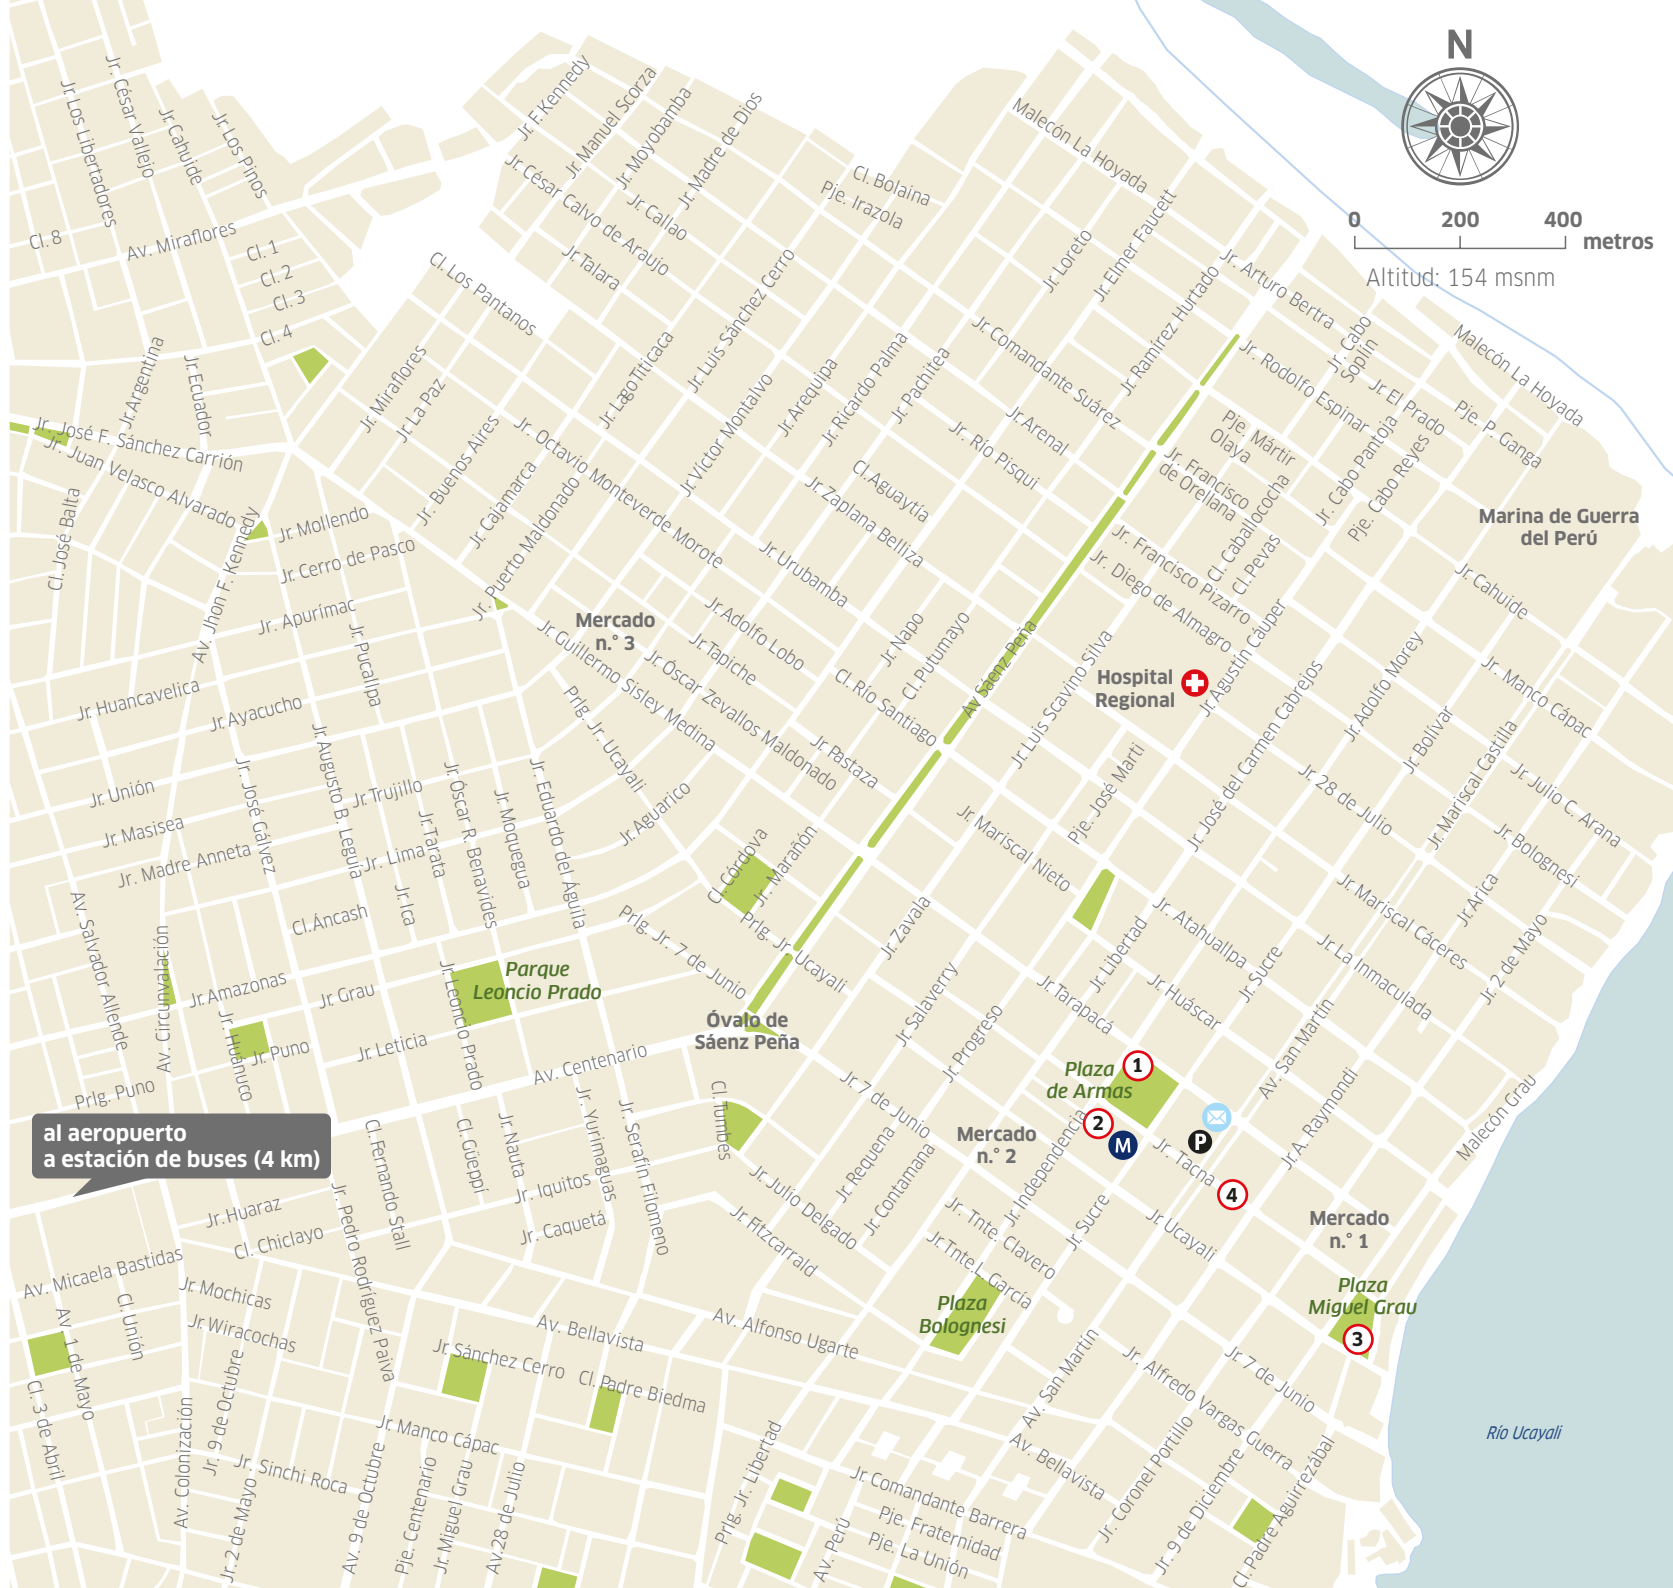 N
0 200 400
metros
Altitud: 154 msnm
Jr. Los Libertadores
Jr. César Vallejo
Jr. Cahuide
Jr. Los Pinos
Cl. 8
Av. Miraflores
Cl. 1
Cl. 2
Cl. 3
Cl. 4
Jr. F. Kennedy
Jr. Manuel Scorza
Jr. Moyobamba
Jr. Madre de Dios
Jr. César Calvo de Araujo
Jr. Callao
Jr. Talara
Cl. Los Pantanos
Cl. Bolaina
Pje. Irazola
Malecón La Hoyada
Jr. Loreto
Jr. Elmer Faucett
Jr. Ramírez Hurtado
Jr. Arturo Bertra
Jr. Cabo
Soplín
Malecón La Hoyada
Jr. Argentina
Jr. Ecuador
Jr. Miraflores
Jr. La Paz
Jr. Buenos Aires
Jr. Cajamarca
Jr. Puerto Maldonado
Jr. Lago Titicaca
Jr. Luis Sánchez Cerro
Jr. Víctor Montalvo
Jr. Arequipa
Jr. Ricardo Palma
Jr. Pachitea
Jr. Comandante Suárez
Jr. Arenal
Jr. Río Pisqui
Jr. Rodolfo Espinar
Jr. El Prado
Pje. P. Ganga
Pje. Mártir
Olaya
Jr. Francisco
de Orellana
Cl. Caballococha
Cl. Pevas
Jr. Cabo Pantoja
Pje. Cabo Reyes
Marina de Guerra
del Perú
Jr. José F. Sánchez Carrión
Jr. Juan Velasco Alvarado
Cl. José Balta
Av. Jhon F. Kennedy
Jr. Mollendo
Jr. Cerro de Pasco
Jr. Apurímac
Jr. Pucallpa
Jr. Octavio Monteverde Morote
Cl. Aguaytía
Jr. Zaplana Belliza
Jr. Urubamba
Jr. Adolfo Lobo
Jr. Tapiche
Mercado
n.° 3
Jr. Guillermo Sisley Medina
Jr. Óscar Zevallos Maldonado
Prlg. Jr. Ucayali
Jr. Pastaza
Cl. Río Santiago
Jr. Napo
Cl. Putumayo
Av Sáenz Peña
Jr. Luis Scavino Silva
Jr. Francisco Pizarro
Jr. Diego de Almagro
Hospital
Regional
Jr. Agustín Cáuper
Jr. José del Carmen Cabrejos
Jr. Adolfo Morey
Jr. Bolívar
Jr. Mariscal Castilla
Jr. Cahuide
Jr. Manco Cápac
Jr. Julio C. Arana
Jr. Bolognesi
Jr. 28 de Julio
Jr. Mariscal Cáceres
Jr. Arica
Jr. 2 de Mayo
Jr. La Inmaculada
Jr. Huancavelica
Jr. Ayacucho
Jr. Unión
Jr. Masisea
Jr. Madre Anneta
Jr. José Gálvez
Jr. Augusto B. Leguía
Jr. Trujillo
Jr. Lima
Jr. Tarata
Jr. Ica
Jr. Óscar R. Benavides
Jr. Moquegua
Jr. Eduardo del Águila
Jr. Aguarico
Cl. Córdova
Jr. Marañón
Prlg. Jr. Ucayali
Prlg. Jr. 7 de Junio
Pje. José Marti
Jr. Mariscal Nieto
Jr. Zavala
Jr. Salaverry
Jr. Progreso
Jr. Tarapacá
Jr. Libertad
Jr. Atahuallpa
Jr. Huáscar
Jr. Sucre
Av. San Martín
Jr. A. Raymondi
Malecón Grau
Cl. Áncash
Av. Salvador Allende
Av. Circunvalación
Jr. Amazonas
Jr. Grau
Jr. Huánuco
Jr. Puno
Prlg. Puno
Jr. Leticia
Jr. Leoncio Prado
Parque
Leoncio Prado
Av. Centenario
Óvalo de
Sáenz Peña
Cl. Tumbes
Jr. 7 de Junio
Plaza
de Armas
1
2
M
P
4
Jr. Tacna
Jr. Independencia
Mercado
n.° 2
Jr. Requena
Jr. Contamana
Jr. Julio Delgado
Jr. Fitzcarrald
Jr. Tnte. Clavero
Jr. Tnte. L. García
Jr. Sucre
Jr. Ucayali
Mercado
n.° 1
Plaza
Miguel Grau
3
Plaza
Bolognesi
al aeropuerto
a estación de buses (4 km)
Cl. Fernando Stall
Cl. Güeppí
Jr. Nauta
Jr. Yurimaguas
Jr. Serafín Filomeno
Jr. Iquitos
Jr. Caquetá
Jr. Huaraz
Cl. Chiclayo
Jr. Pedro Rodríguez Paiva
Av. Micaela Bastidas
Cl. Unión
Av. 1 de Mayo
Cl. 3 de Abril
Jr. Mochicas
Jr. Wiracochas
Jr. 9 de Octubre
Av. Colonización
Jr. Sinchi Roca
Jr. 2 de Mayo
Av. 9 de Octubre
Pje. Centenario
Jr. Miguel Grau
Av. 28 de Julio
Jr. Manco Cápac
Jr. Sánchez Cerro
Av. Bellavista
Cl. Padre Biedma
Av. Alfonso Ugarte
Prlg. Jr. Libertad
Av. Perú
Jr. Comandante Barrera
Pje. Fraternidad
Pje. La Unión
Av. San Martín
Av. Bellavista
Jr. Alfredo Vargas Guerra
Jr. 7 de Junio
Jr. Coronel Portillo
Jr. 9 de Diciembre
Cl. Padre Aguirrezábal
Río Ucayali